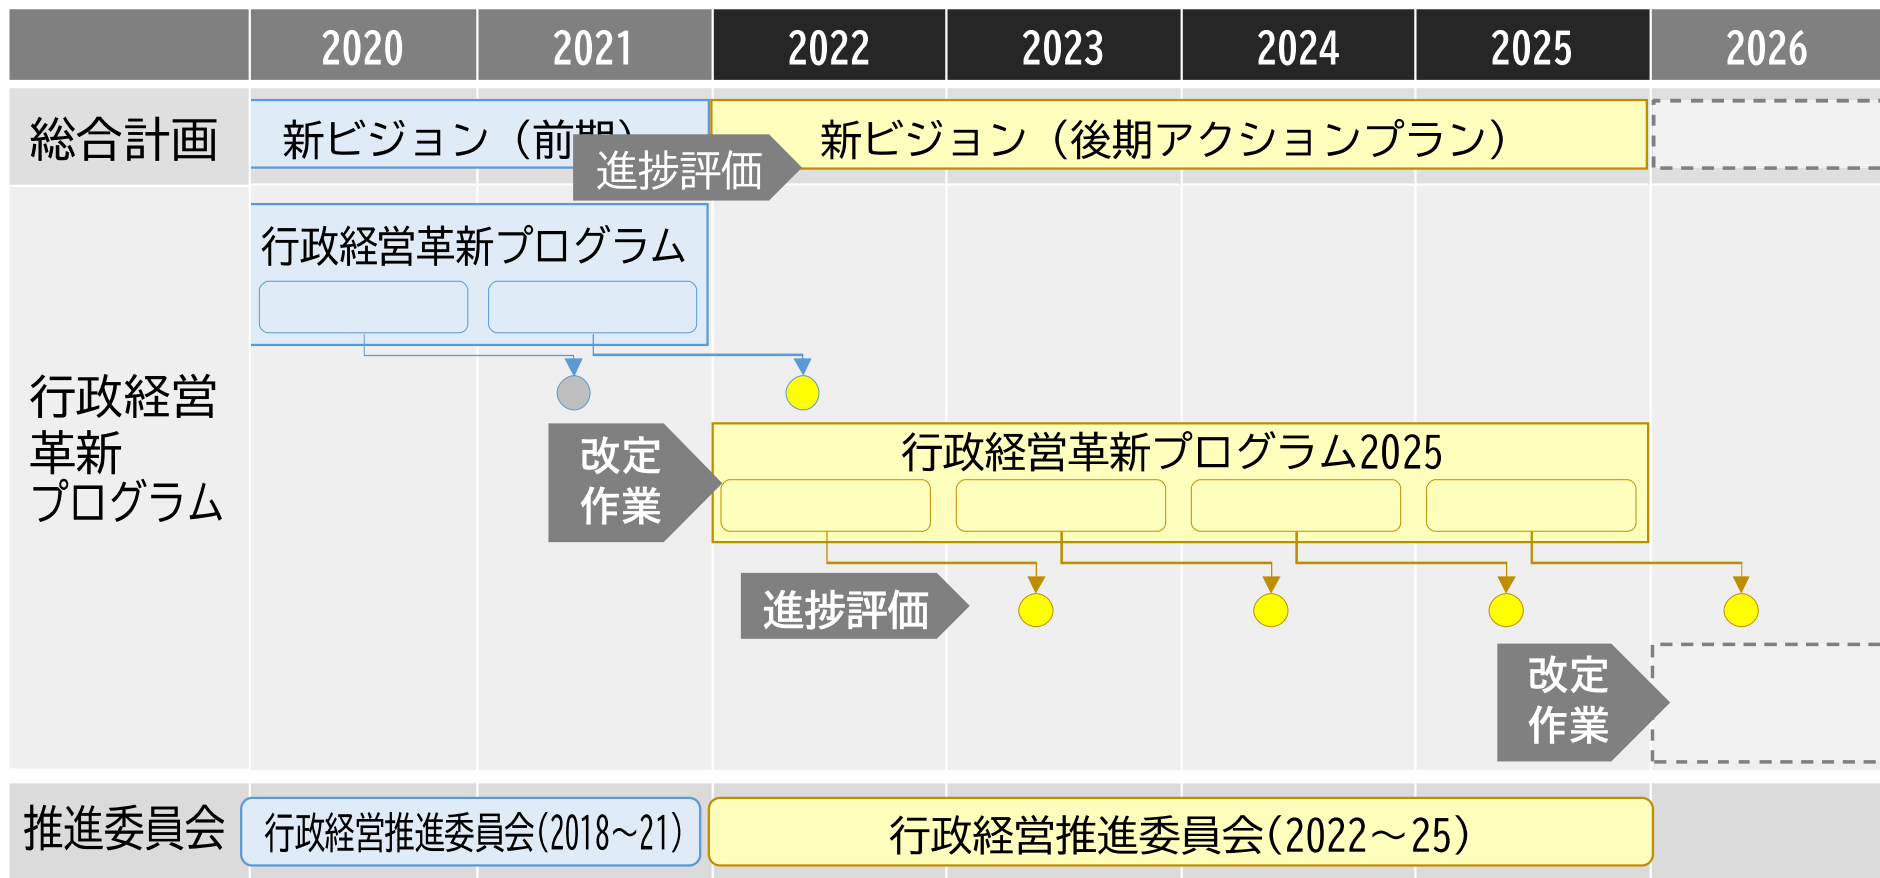 2020 2021 2022 2023 2024 2025 2026
総合計画
新ビジョン（前期）
新ビジョン（後期アクションプラン）
進捗評価
行政経営
革新
プログラム
行政経営革新プログラム
改定
作業
行政経営革新プログラム2025
進捗評価
改定
作業
推進委員会
行政経営推進委員会(2018～21)
行政経営推進委員会(2022～25)